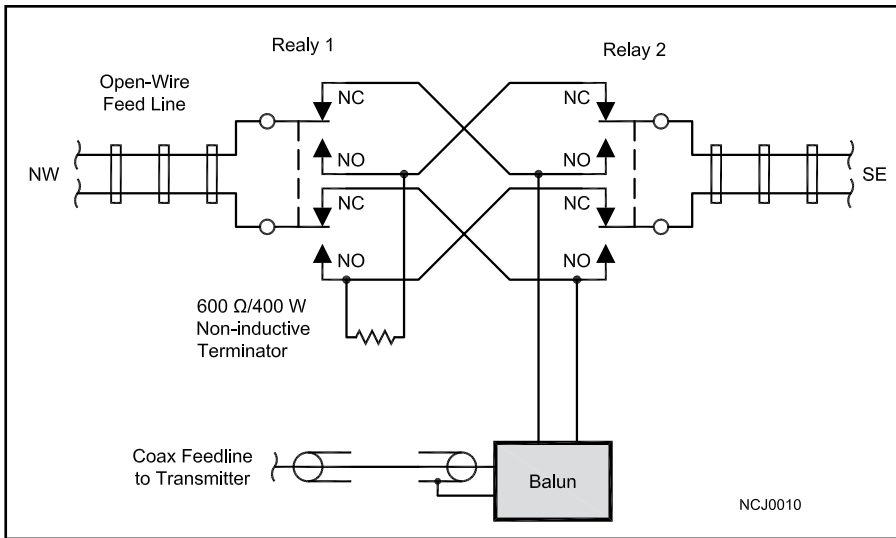 Realy 1
Relay 2
Open-Wire
Feed Line
NC
NC
NO
NO
NW
SE
NC
NC
NO
NO
600 Ω/400 W
Non-inductive
Terminator
Coax Feedline
to Transmitter
Balun
NCJ0010